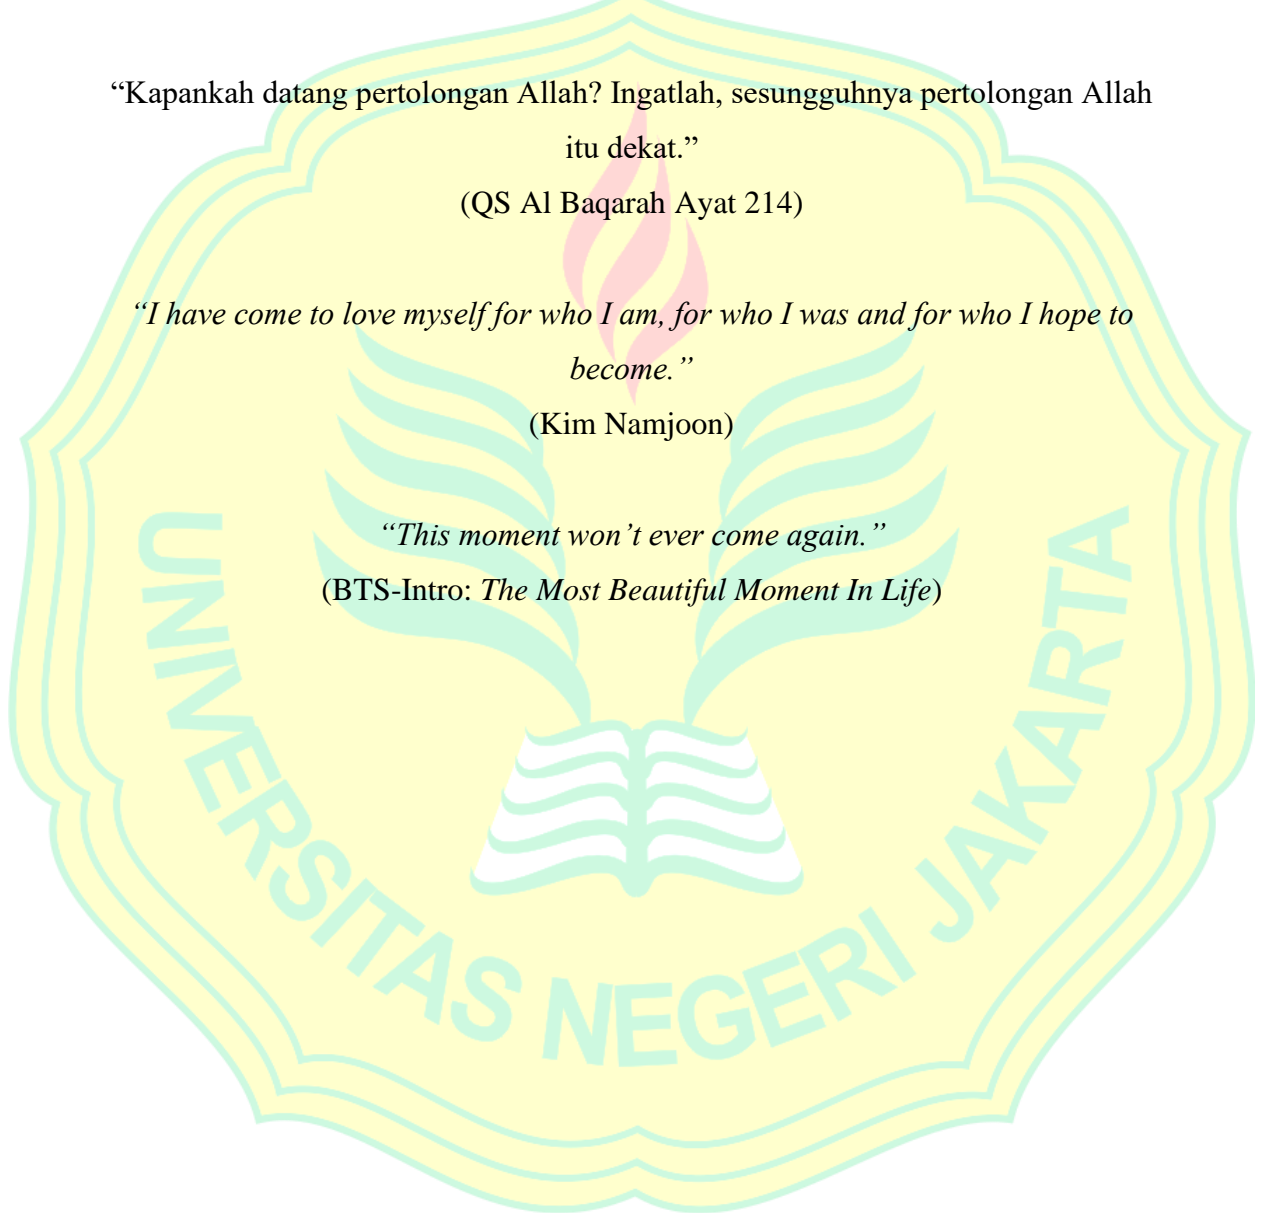 “Kapankah datang pertolongan Allah? Ingatlah, sesungguhnya pertolongan Allah
itu dekat.”
(QS Al Baqarah Ayat 214)
“I have come to love myself for who I am, for who I was and for who I hope to
become.”
(Kim Namjoon)
“This moment won’t ever come again.”
(BTS-Intro: The Most Beautiful Moment In Life)
UNIVERSITAS NEGERI JAKARTA